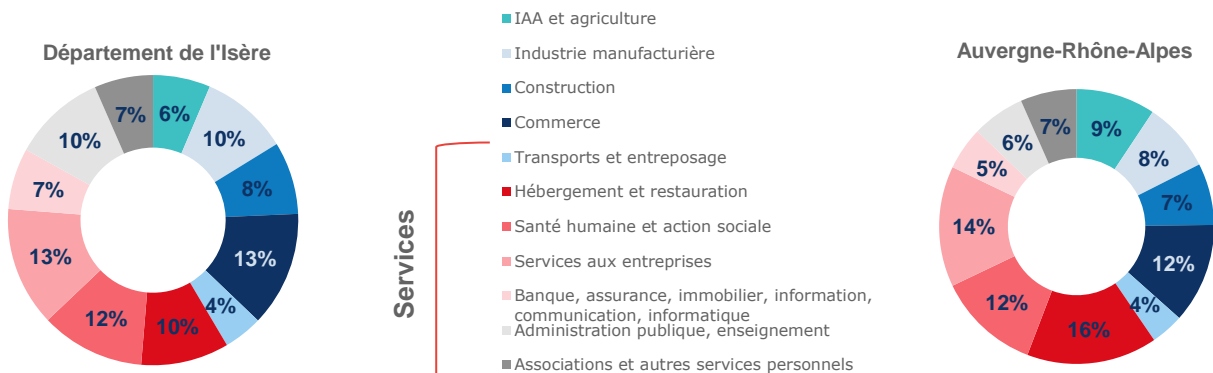 Département de l'Isère
6%
10%
8%
13%
4%
10%
12%
13%
7%
10%
7%
IAA et agriculture
Industrie manufacturière
Construction
Commerce
Transports et entreposage
Hébergement et restauration
Santé humaine et action sociale
Services aux entreprises
Banque, assurance, immobilier, information,
communication, informatique
Administration publique, enseignement
Associations et autres services personnels
Services
Auvergne-Rhône-Alpes
9%
8%
7%
12%
4%
16%
12%
14%
5%
6%
7%